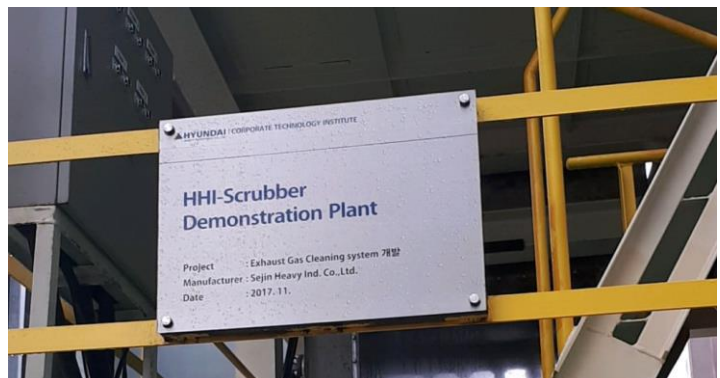 HYUNDAI | CORPORATE TECHNOLOGY INSTITUTE
HHI-Scrubber
Demonstration Plant
Project : Exhaust Gas Cleaning system 개발
Manufacturer : Sejin Heavy Ind. Co.,Ltd.
Date : 2017. 11.